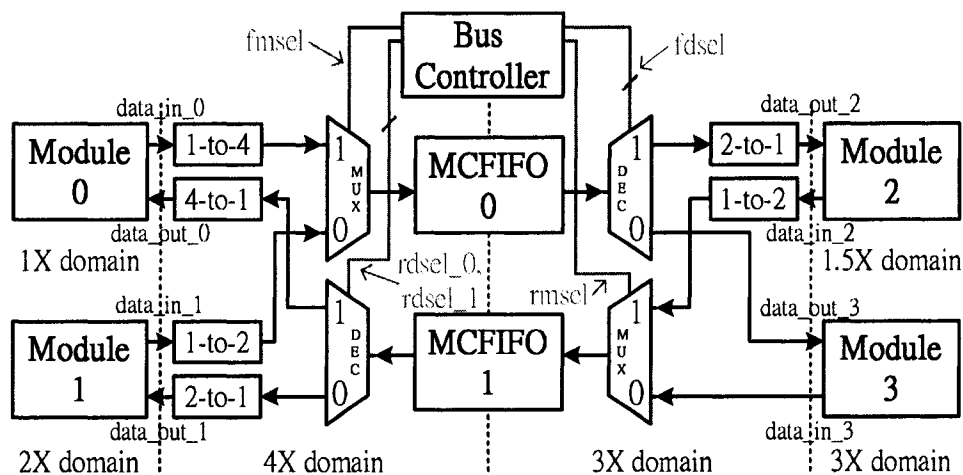 fmsel
Bus
Controller
fdsel
data_in_0
data_out_2
Module
0
1-to-4
1
MUX
0
MCFIFO
0
1
DEC
0
2-to-1
Module
2
4-to-1
1-to-2
data_out_0
data_in_2
1X domain
rdsel_0,
rdsel_1
rmsel
1.5X domain
data_in_1
data_out_3
Module
1
1-to-2
1
DEC
0
MCFIFO
1
1
MUX
0
Module
3
2-to-1
data_out_1
data_in_3
2X domain
4X domain
3X domain
3X domain